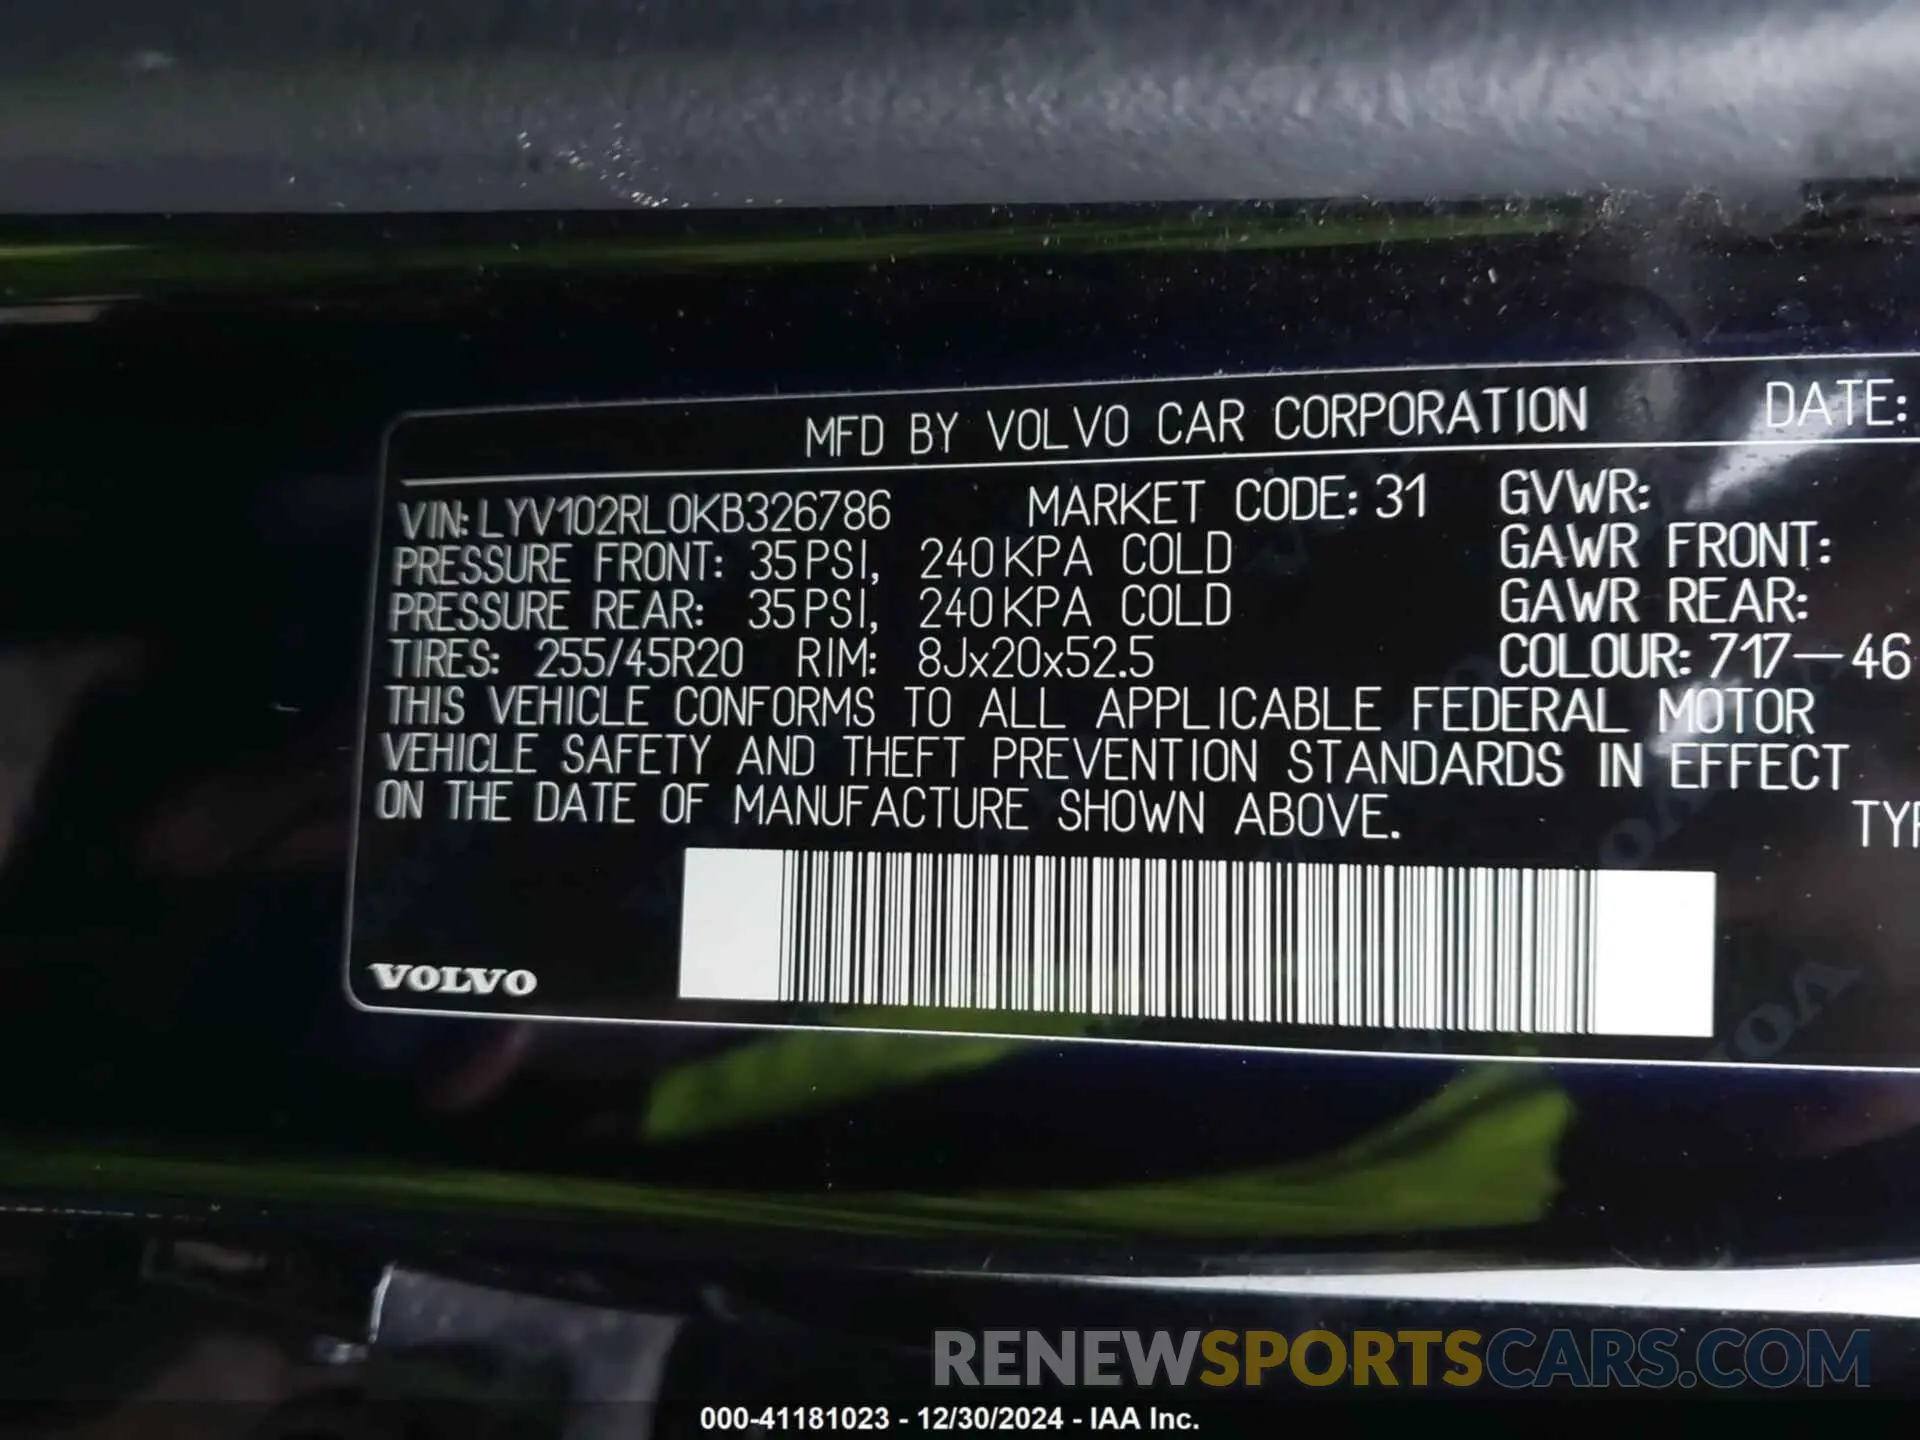 MFD BY VOLVO CAR CORPORATION DATE:
VIN: LYV102RL0KB326786 MARKET CODE: 31 GVWR:
PRESSURE FRONT: 35 PSI, 240 KPA COLD GAWR FRONT:
PRESSURE REAR: 35 PSI, 240 KPA COLD GAWR REAR:
TIRES: 255/45R20 RIM: 8Jx20x52.5 COLOUR: 717-46
THIS VEHICLE CONFORMS TO ALL APPLICABLE FEDERAL MOTOR
VEHICLE SAFETY AND THEFT PREVENTION STANDARDS IN EFFECT
ON THE DATE OF MANUFACTURE SHOWN ABOVE.
VOLVO
RENEWSPORTSCARS.COM
000-41181023 - 12/30/2024 - IAA Inc.